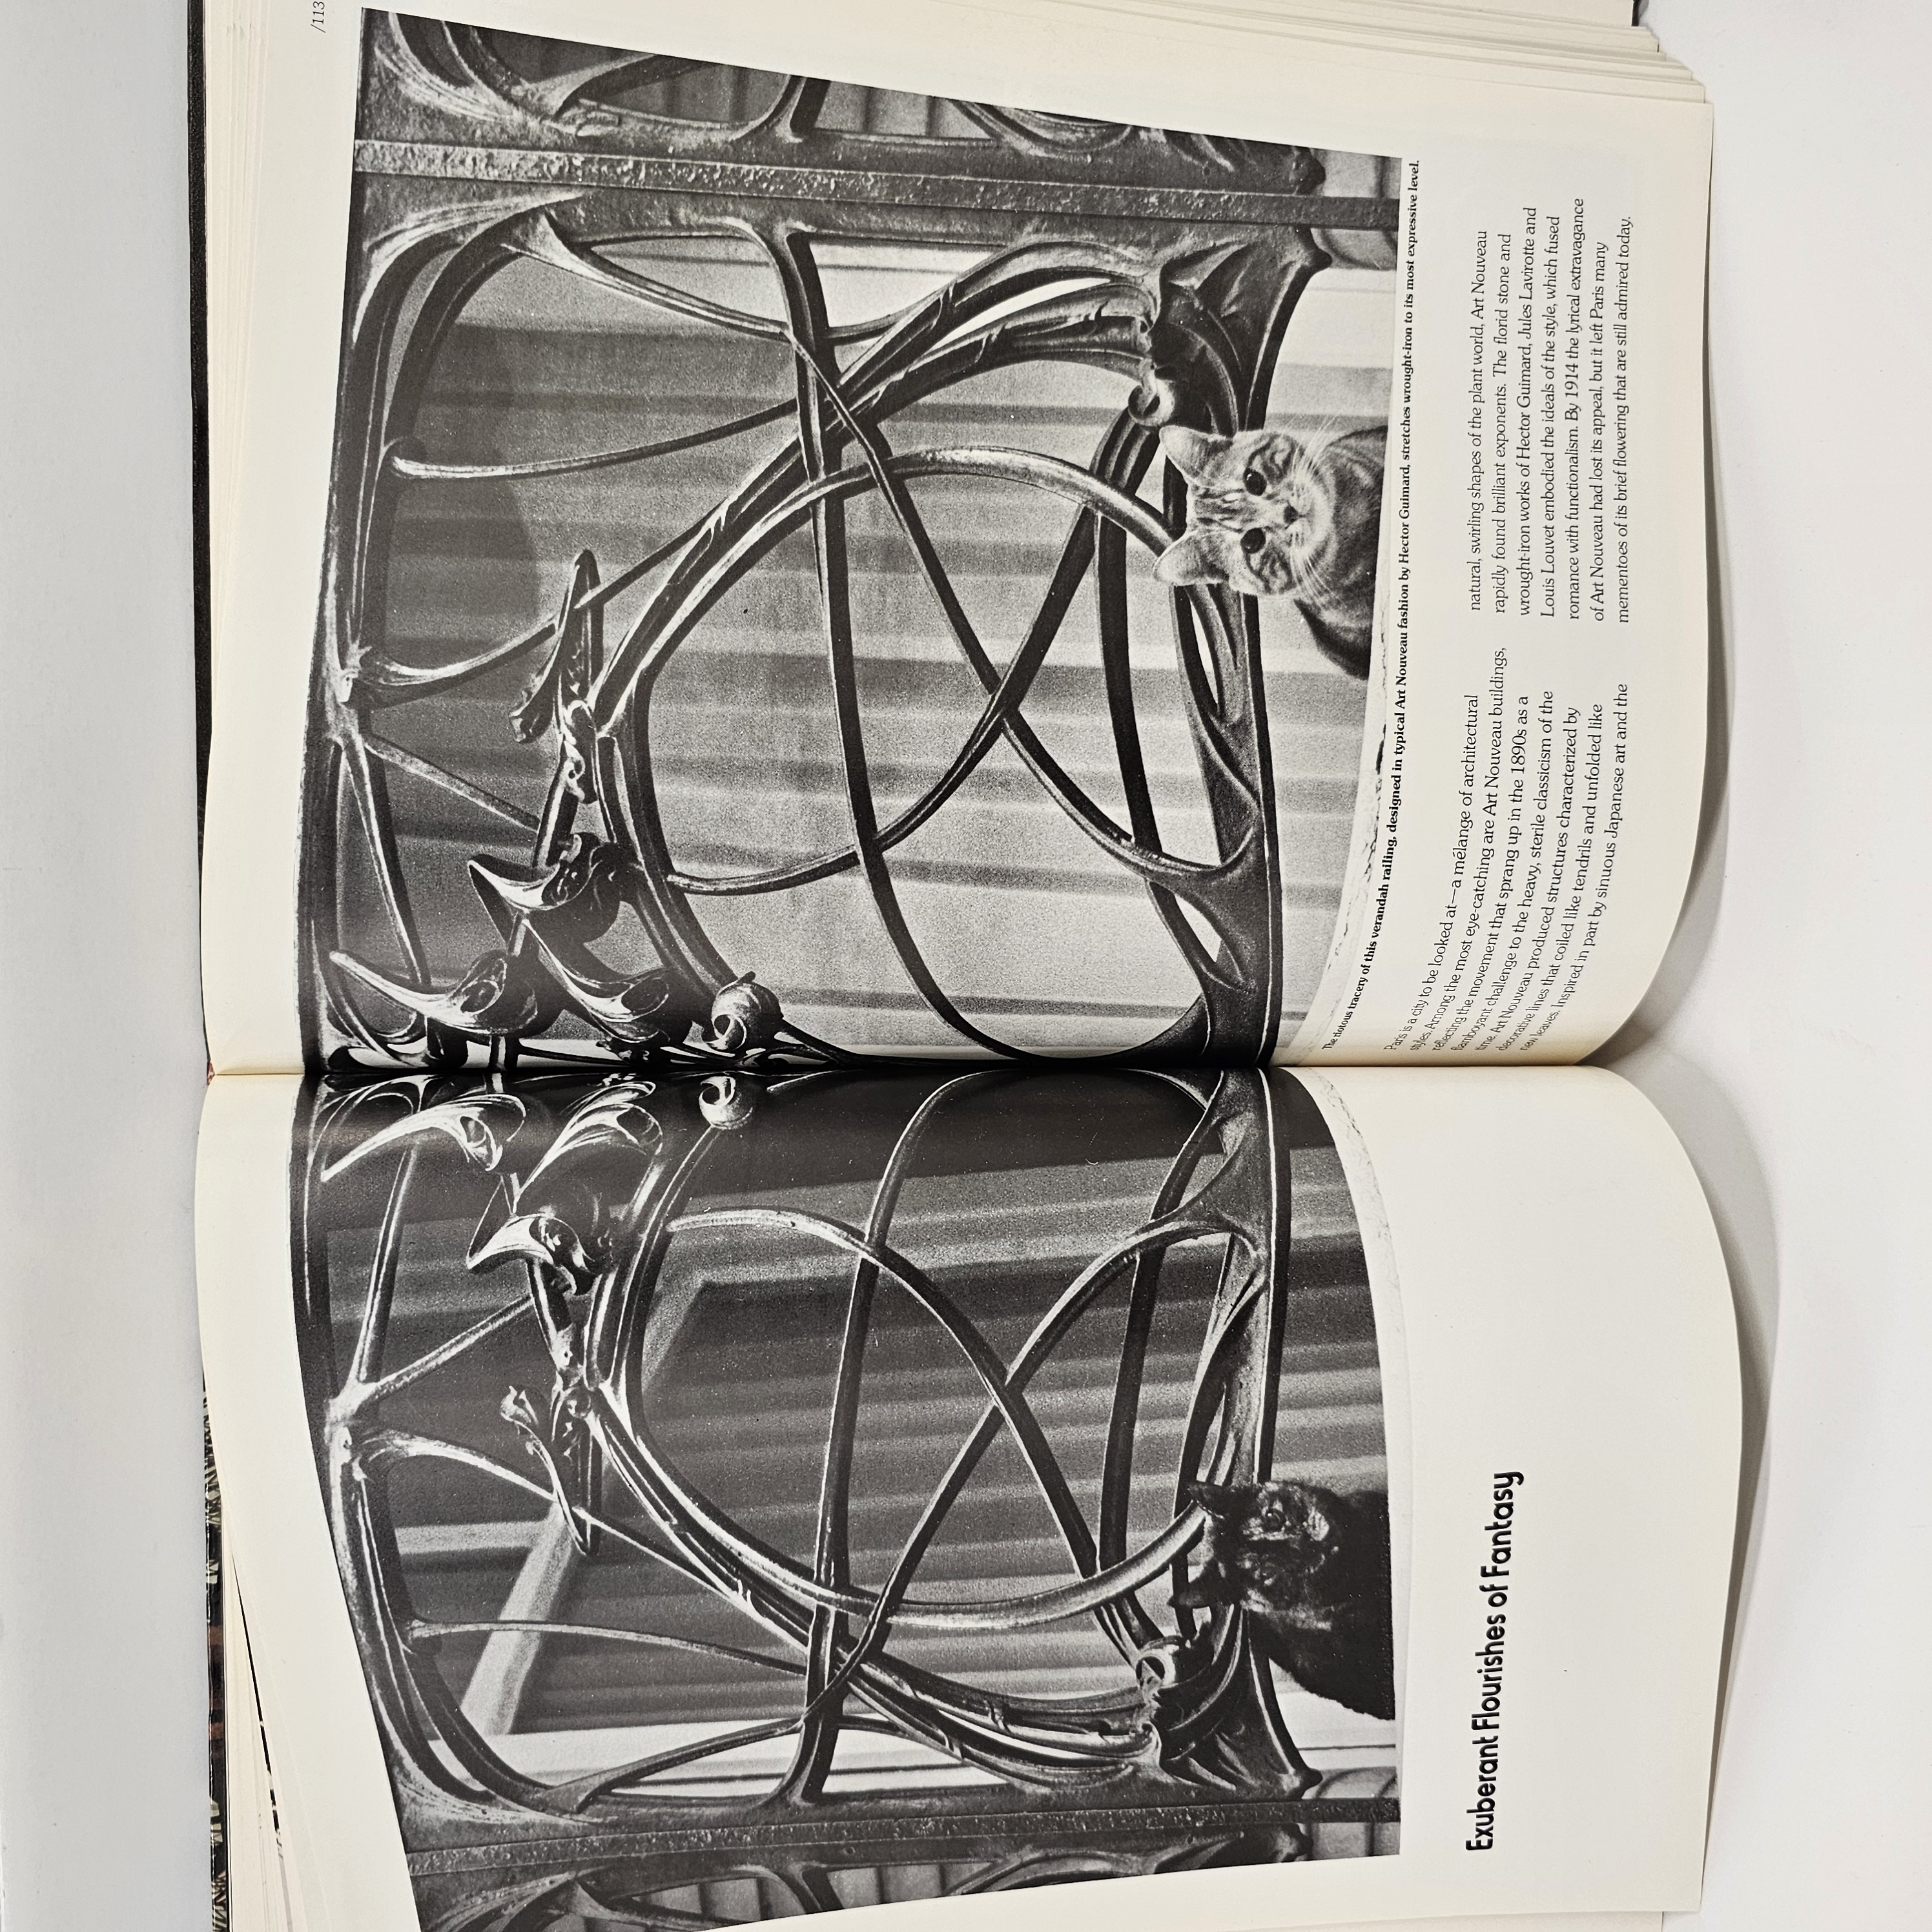 /113
The riotous tracery of this verandah railing, designed in typical Art Nouveau fashion by Hector Guimard, stretches wrought-iron to its most expressive level.
Exuberant Flourishes of Fantasy
Paris is a city to be looked at—a mélange of architectural
styles. Among the most eye-catching are Art Nouveau buildings,
reflecting the movement that sprang up in the 1890s as a
flamboyant challenge to the heavy, sterile classicism of the
time. Art Nouveau produced structures characterized by
decorative lines that coiled like tendrils and unfolded like
new leaves. Inspired in part by sinuous Japanese art and the
natural, swirling shapes of the plant world, Art Nouveau
rapidly found brilliant exponents. The florid stone and
wrought-iron works of Hector Guimard, Jules Lavirotte and
Louis Louvet embodied the ideals of the style, which fused
romance with functionalism. By 1914 the lyrical extravagance
of Art Nouveau had lost its appeal, but it left Paris many
mementoes of its brief flowering that are still admired today.